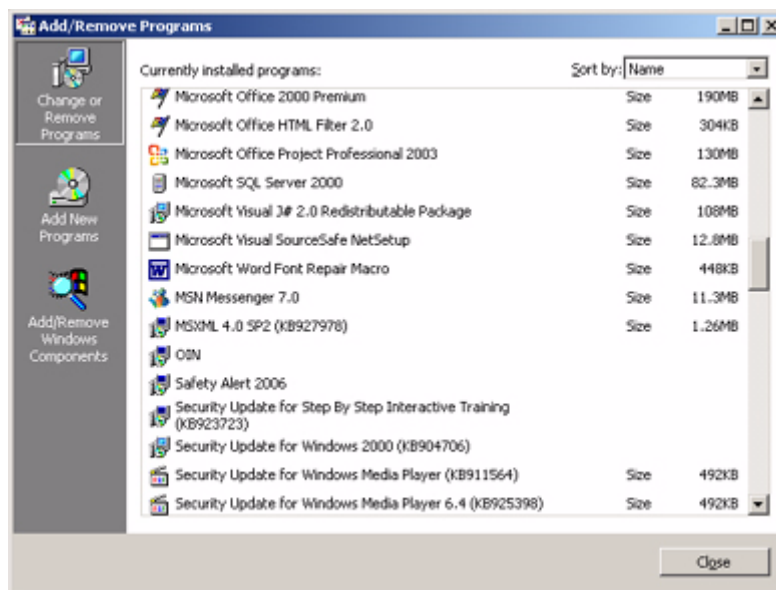 Add/Remove Programs
Change or
Remove
Programs
Add New
Programs
Add/Remove
Windows
Components
Currently installed programs:
Sort by: Name
Microsoft Office 2000 Premium Size 190MB
Microsoft Office HTML Filter 2.0 Size 304KB
Microsoft Office Project Professional 2003 Size 130MB
Microsoft SQL Server 2000 Size 82.3MB
Microsoft Visual J# 2.0 Redistributable Package Size 108MB
Microsoft Visual SourceSafe NetSetup Size 12.8MB
Microsoft Word Font Repair Macro Size 448KB
MSN Messenger 7.0 Size 11.3MB
MSXML 4.0 SP2 (KB927978) Size 1.26MB
OIN
Safety Alert 2006
Security Update for Step By Step Interactive Training
(KB923723)
Security Update for Windows 2000 (KB904706)
Security Update for Windows Media Player (KB911564) Size 492KB
Security Update for Windows Media Player 6.4 (KB925398) Size 492KB
Close